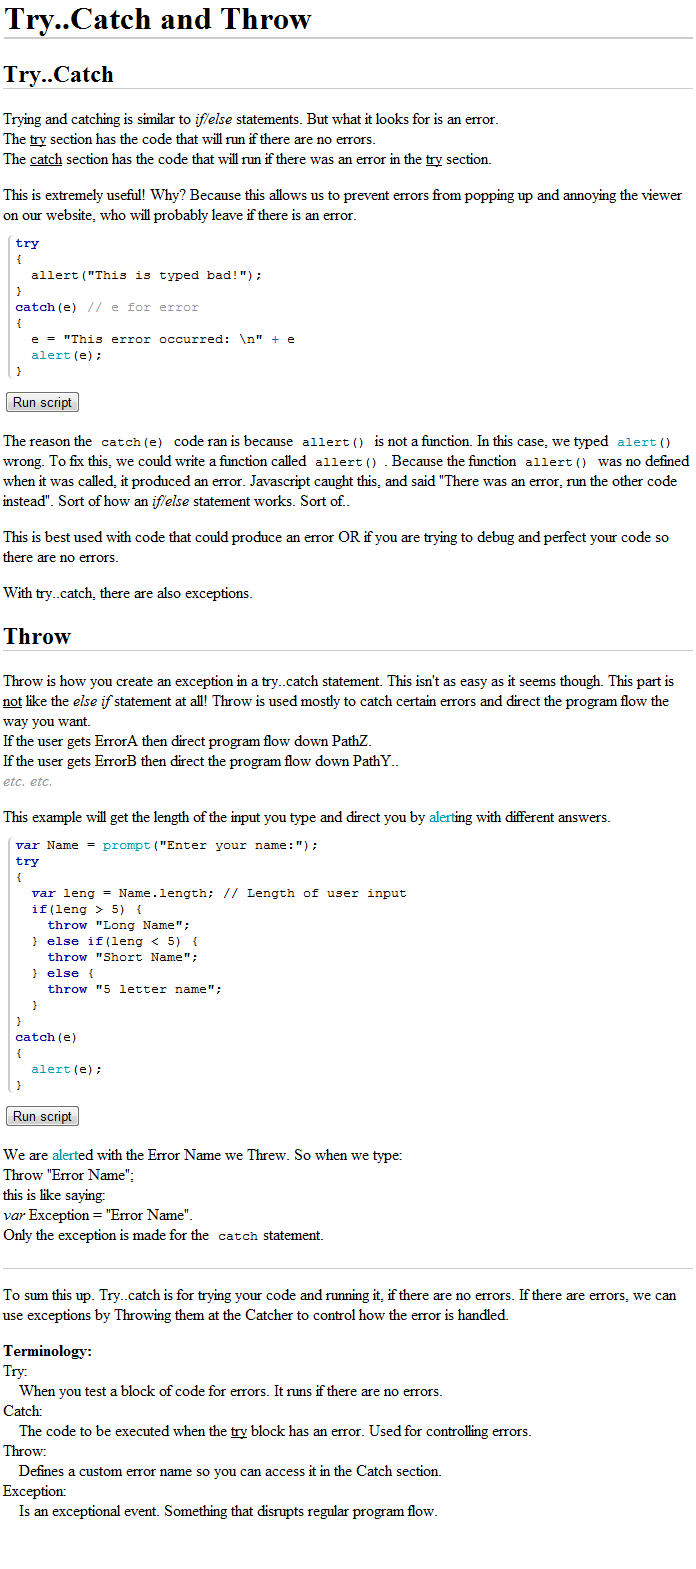 Try..Catch and Throw
Try..Catch
Trying and catching is similar to if/else statements. But what it looks for is an error.
The try section has the code that will run if there are no errors.
The catch section has the code that will run if there was an error in the try section.
This is extremely useful! Why? Because this allows us to prevent errors from popping up and annoying the viewer
on our website, who will probably leave if there is an error.
try
{
  allert("This is typed bad!");
}
catch(e) // e for error
{
  e = "This error occurred: \n" + e
  alert(e);
}
Run script
The reason the catch(e) code ran is because allert() is not a function. In this case, we typed alert()
wrong. To fix this, we could write a function called allert() . Because the function allert() was no defined
when it was called, it produced an error. Javascript caught this, and said "There was an error, run the other code
instead". Sort of how an if/else statement works. Sort of..
This is best used with code that could produce an error OR if you are trying to debug and perfect your code so
there are no errors.
With try..catch, there are also exceptions.
Throw
Throw is how you create an exception in a try..catch statement. This isn't as easy as it seems though. This part is
not like the else if statement at all! Throw is used mostly to catch certain errors and direct the program flow the
way you want.
If the user gets ErrorA then direct program flow down PathZ.
If the user gets ErrorB then direct the program flow down PathY..
etc. etc.
This example will get the length of the input you type and direct you by alerting with different answers.
var Name = prompt("Enter your name:");
try
{
  var leng = Name.length; // Length of user input
  if(leng > 5) {
    throw "Long Name";
  } else if(leng < 5) {
    throw "Short Name";
  } else {
    throw "5 letter name";
  }
}
catch(e)
{
  alert(e);
}
Run script
We are alerted with the Error Name we Threw. So when we type:
Throw "Error Name";
this is like saying:
var Exception = "Error Name".
Only the exception is made for the catch statement.
To sum this up. Try..catch is for trying your code and running it, if there are no errors. If there are errors, we can
use exceptions by Throwing them at the Catcher to control how the error is handled.
Terminology:
Try:
When you test a block of code for errors. It runs if there are no errors.
Catch:
The code to be executed when the try block has an error. Used for controlling errors.
Throw:
Defines a custom error name so you can access it in the Catch section.
Exception:
Is an exceptional event. Something that disrupts regular program flow.